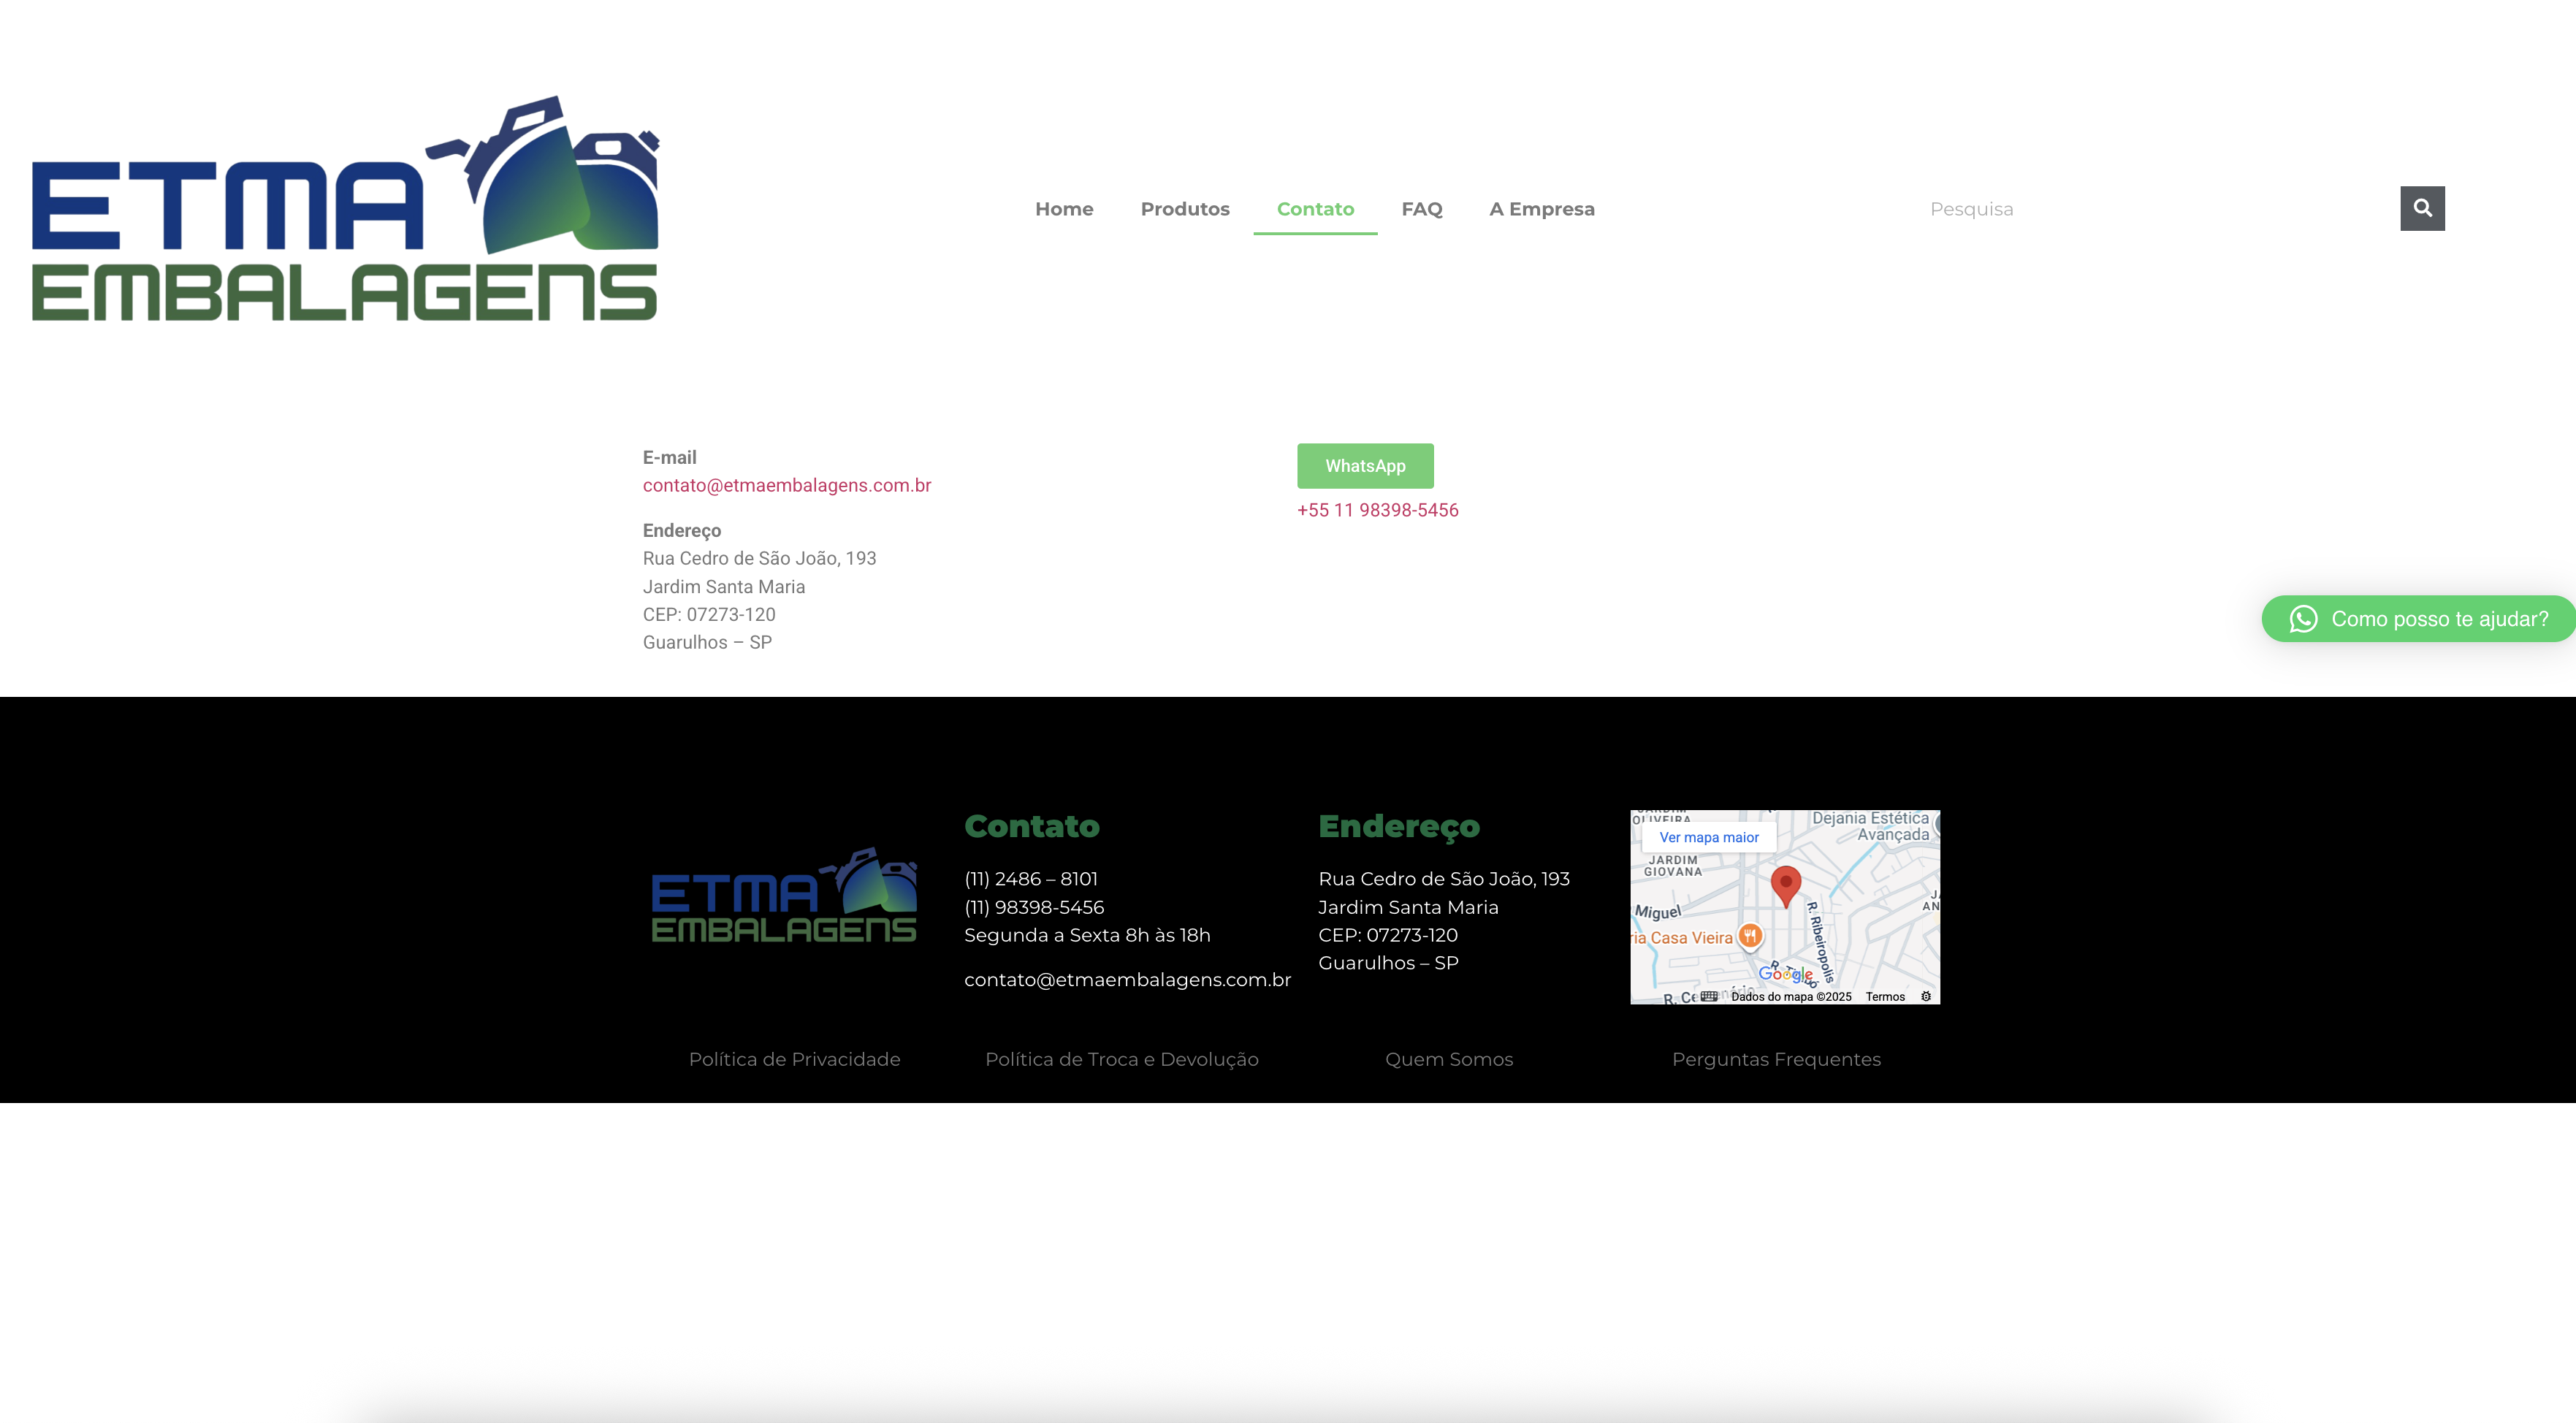 ETMA
EMBALAGENS
Home
Produtos
Contato
FAQ
A Empresa
Pesquisa
E-mail
contato@etmaembalagens.com.br
Endereço
Rua Cedro de São João, 193
Jardim Santa Maria
CEP: 07273-120
Guarulhos – SP
WhatsApp
+55 11 98398-5456
Como posso te ajudar?
ETMA
EMBALAGENS
Contato
(11) 2486 – 8101
(11) 98398-5456
Segunda a Sexta 8h às 18h
contato@etmaembalagens.com.br
Endereço
Rua Cedro de São João, 193
Jardim Santa Maria
CEP: 07273-120
Guarulhos – SP
OLIVEIRA
Dejania Estética
Avançada
Ver mapa maior
JARDIM
GIOVANA
Miguel
R. Ribeiropolis
ria Casa Vieira
Google
Dados do mapa ©2025
Termos
Política de Privacidade
Política de Troca e Devolução
Quem Somos
Perguntas Frequentes